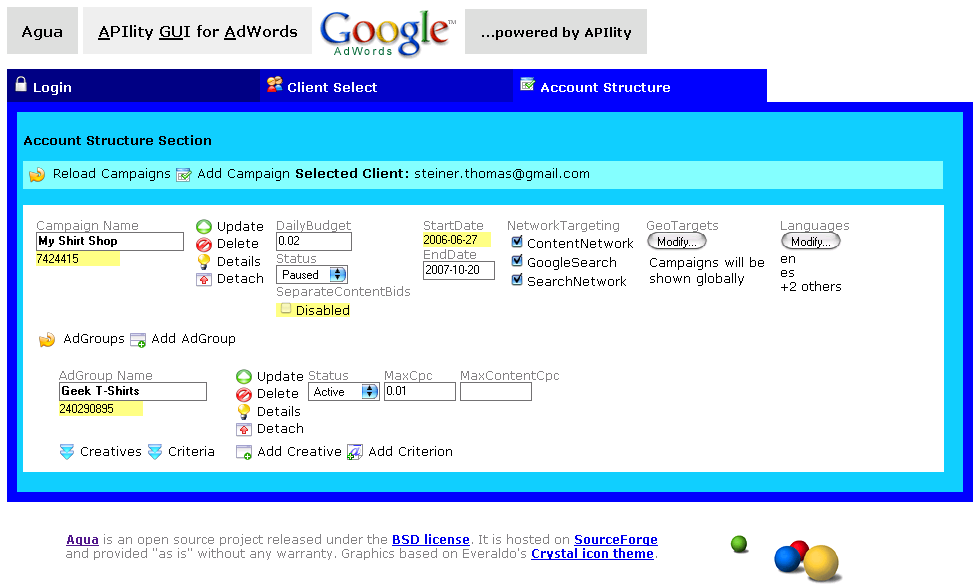 Agua
APIlity GUI for AdWords
Google™
AdWords
...powered by APIlity
Login
Client Select
Account Structure
Account Structure Section
Reload Campaigns Add Campaign Selected Client: steiner.thomas@gmail.com
Campaign Name
My Shirt Shop
7424415
Update
Delete
Details
Detach
DailyBudget
0.02
Status
Paused
SeparateContentBids
Disabled
StartDate
2006-06-27
EndDate
2007-10-20
NetworkTargeting
ContentNetwork
GoogleSearch
SearchNetwork
GeoTargets
Modify...
Campaigns will be
shown globally
Languages
Modify...
en
es
+2 others
AdGroups Add AdGroup
AdGroup Name
Geek T-Shirts
240290895
Update
Delete
Details
Detach
Status
Active
MaxCpc
0.01
MaxContentCpc
Creatives Criteria Add Creative Add Criterion
Agua is an open source project released under the BSD license. It is hosted on SourceForge
and provided "as is" without any warranty. Graphics based on Everaldo's Crystal icon theme.